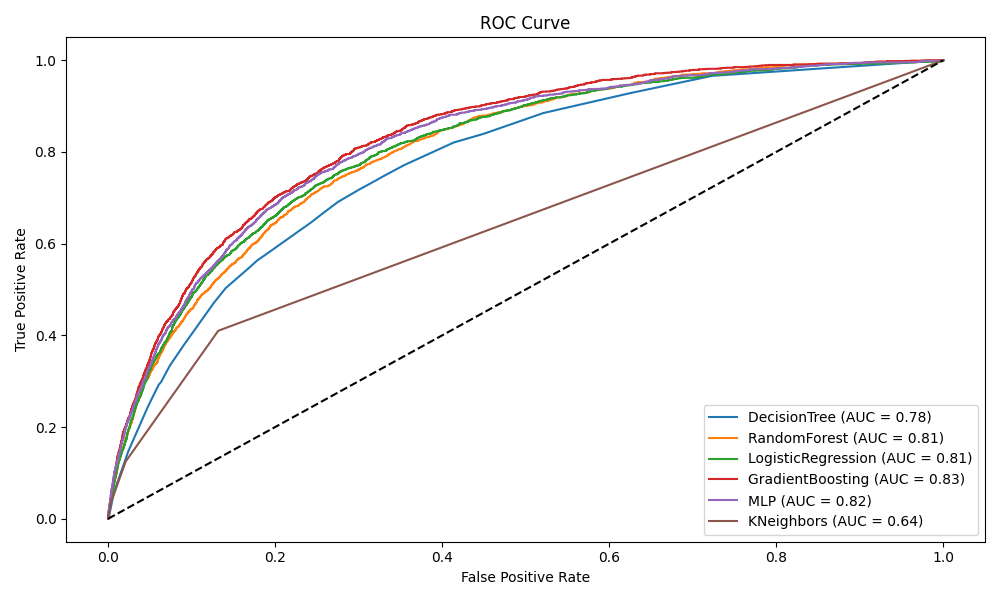 ROC Curve
True Positive Rate
1.0
0.8
0.6
0.4
0.2
0.0
DecisionTree (AUC = 0.78)
RandomForest (AUC = 0.81)
LogisticRegression (AUC = 0.81)
GradientBoosting (AUC = 0.83)
MLP (AUC = 0.82)
KNeighbors (AUC = 0.64)
0.0 0.2 0.4 0.6 0.8 1.0
False Positive Rate